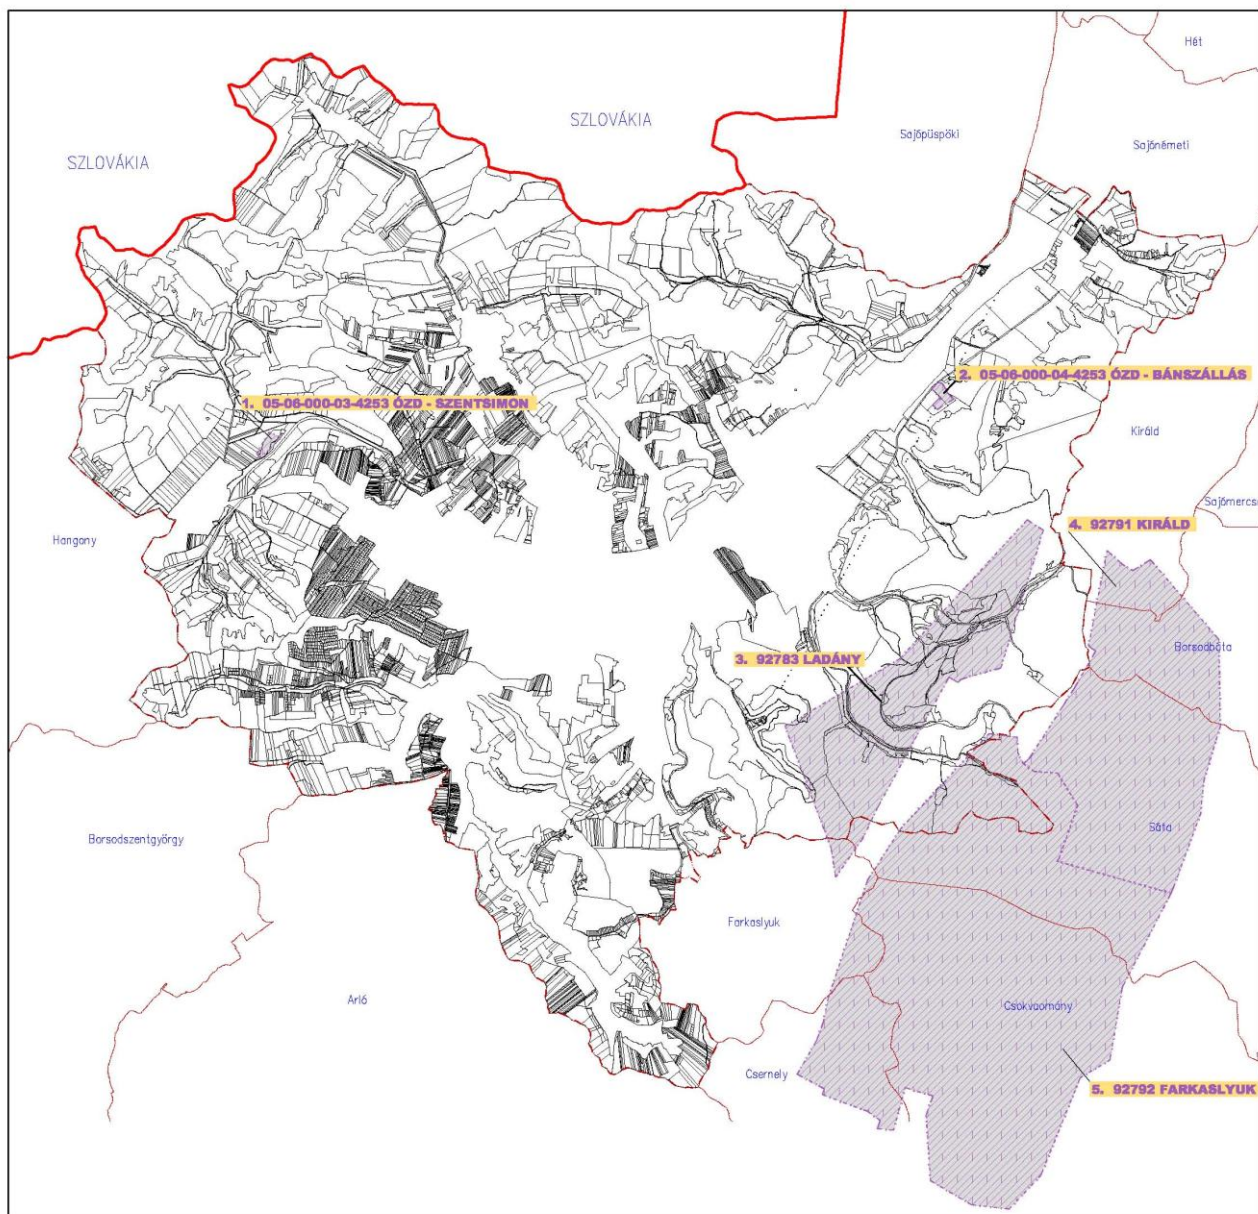 Hét
SZLOVÁKIA
Sajópüspöki
Sajónémeti
SZLOVÁKIA
2. 05-06-000-04-4253 ÓZD - BÁNSZÁLLÁS
1. 05-06-000-03-4253 ÓZD - SZENTSIMON
Királd
Sajómercse
4. 92791 KIRÁLD
Hangony
Borsodbóta
3. 92783 LADÁNY
Sáta
Borsodszentgyörgy
Farkaslyuk
Arló
Csokvaomány
Csernely
5. 92792 FARKASLYUK